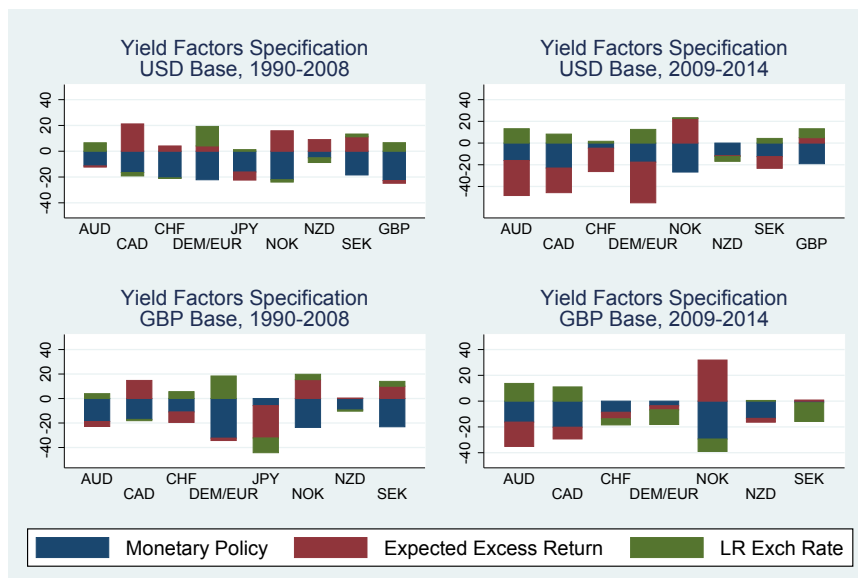 Yield Factors Specification
USD Base, 1990-2008
40
20
0
-20
-40
AUD CHF JPY NZD GBP
CAD DEM/EUR NOK SEK
Yield Factors Specification
USD Base, 2009-2014
40
20
0
-20
-40
AUD CHF NOK SEK
CAD DEM/EUR NZD GBP
Yield Factors Specification
GBP Base, 1990-2008
40
20
0
-20
-40
AUD CHF JPY NZD
CAD DEM/EUR NOK SEK
Yield Factors Specification
GBP Base, 2009-2014
40
20
0
-20
-40
AUD CHF NOK SEK
CAD DEM/EUR NZD
Monetary Policy Expected Excess Return LR Exch Rate